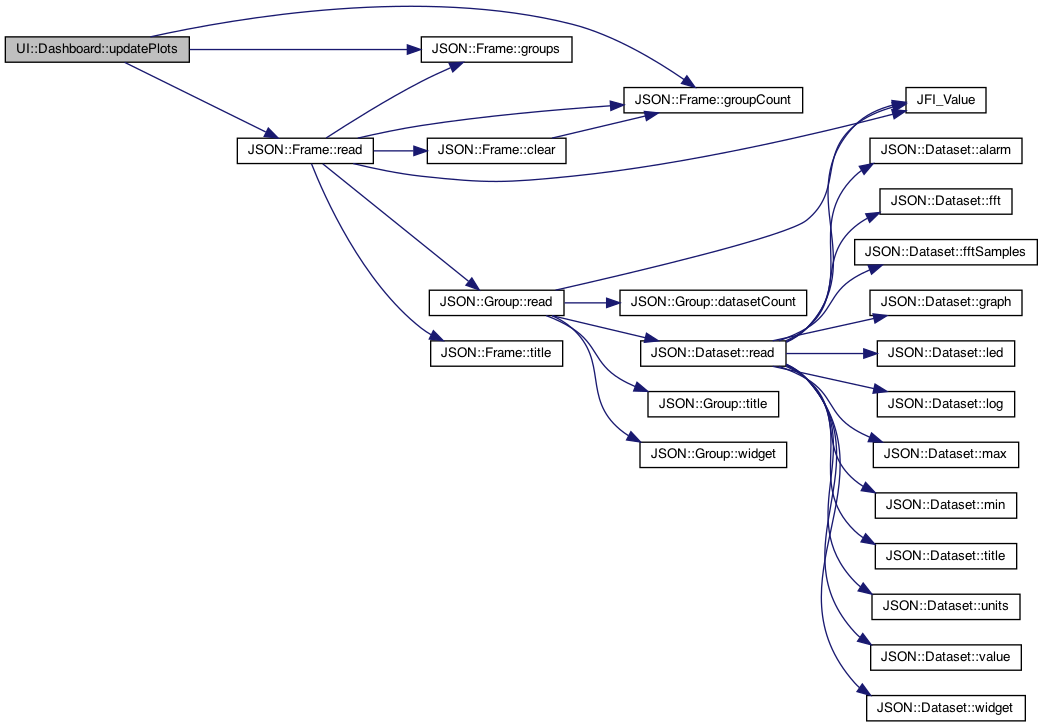 UI::Dashboard::updatePlots
JSON::Frame::groups
JSON::Frame::groupCount
JFI_Value
JSON::Frame::read
JSON::Frame::clear
JSON::Dataset::alarm
JSON::Dataset::fft
JSON::Dataset::fftSamples
JSON::Group::read
JSON::Group::datasetCount
JSON::Dataset::graph
JSON::Frame::title
JSON::Dataset::read
JSON::Dataset::led
JSON::Group::title
JSON::Dataset::log
JSON::Group::widget
JSON::Dataset::max
JSON::Dataset::min
JSON::Dataset::title
JSON::Dataset::units
JSON::Dataset::value
JSON::Dataset::widget